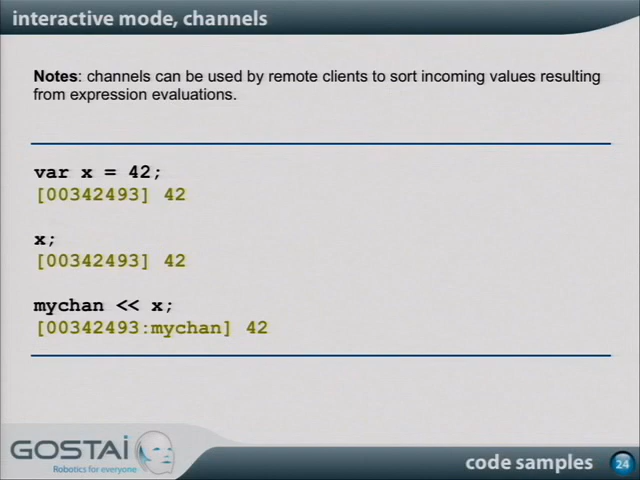 interactive mode, channels
Notes: channels can be used by remote clients to sort incoming values resulting
from expression evaluations.
var x = 42;
[00342493] 42
x;
[00342493] 42
mychan << x;
[00342493:mychan] 42
GOSTAI
Robotics for everyone
code samples
24